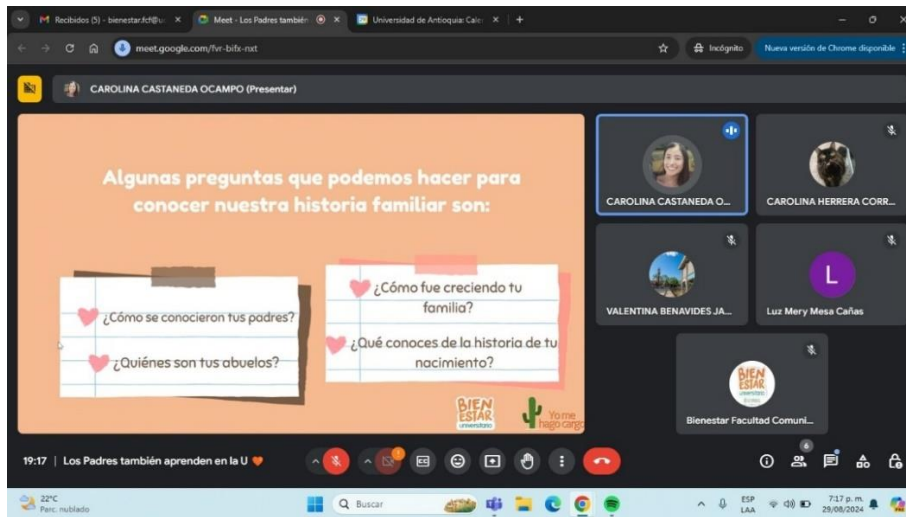 Recibidos (5) - bienestar.fcf@u
Meet - Los Padres también
Universidad de Antioquia: Cale
meet.google.com/fvr-bifx-nxt
Incógnito
Nueva versión de Chrome disponible
CAROLINA CASTANEDA OCAMPO (Presentar)
Algunas preguntas que podemos hacer para
conocer nuestra historia familiar son:
¿Cómo se conocieron tus padres?
¿Quiénes son tus abuelos?
¿Cómo fue creciendo tu
familia?
¿Qué conoces de la historia de tu
nacimiento?
BIEN
ESTAR
universitario
Yo me
hago cargo
CAROLINA CASTANEDA O...
CAROLINA HERRERA CORR...
VALENTINA BENAVIDES JA...
L
Luz Mery Mesa Cañas
BIEN
ESTAR
universitario
Bienestar Facultad Comuni...
19:17 | Los Padres también aprenden en la U
CC
6
22°C
Parc. nublado
Buscar
ESP
LAA
7:17 p. m.
29/08/2024